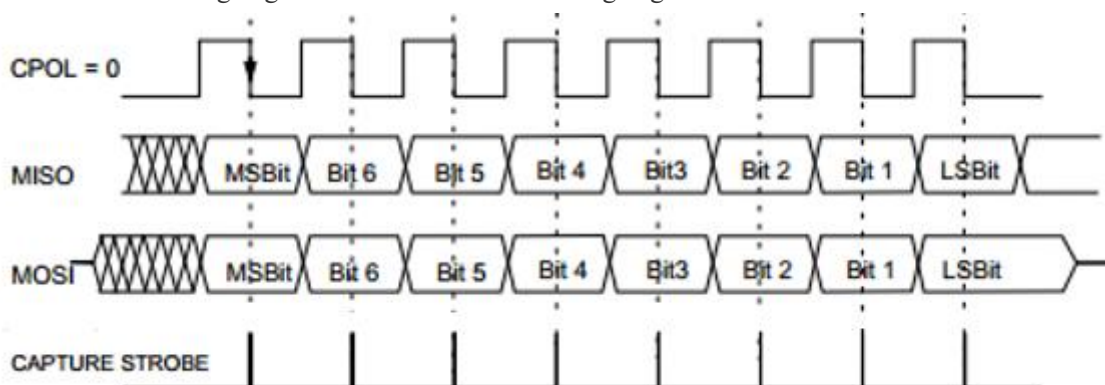 CPOL = 0
MISO MSBit Bit 6 Bit 5 Bit 4 Bit3 Bit 2 Bit 1 LSBit
MOSI MSBit Bit 6 Bit 5 Bit 4 Bit3 Bit 2 Bit 1 LSBit
CAPTURE STROBE